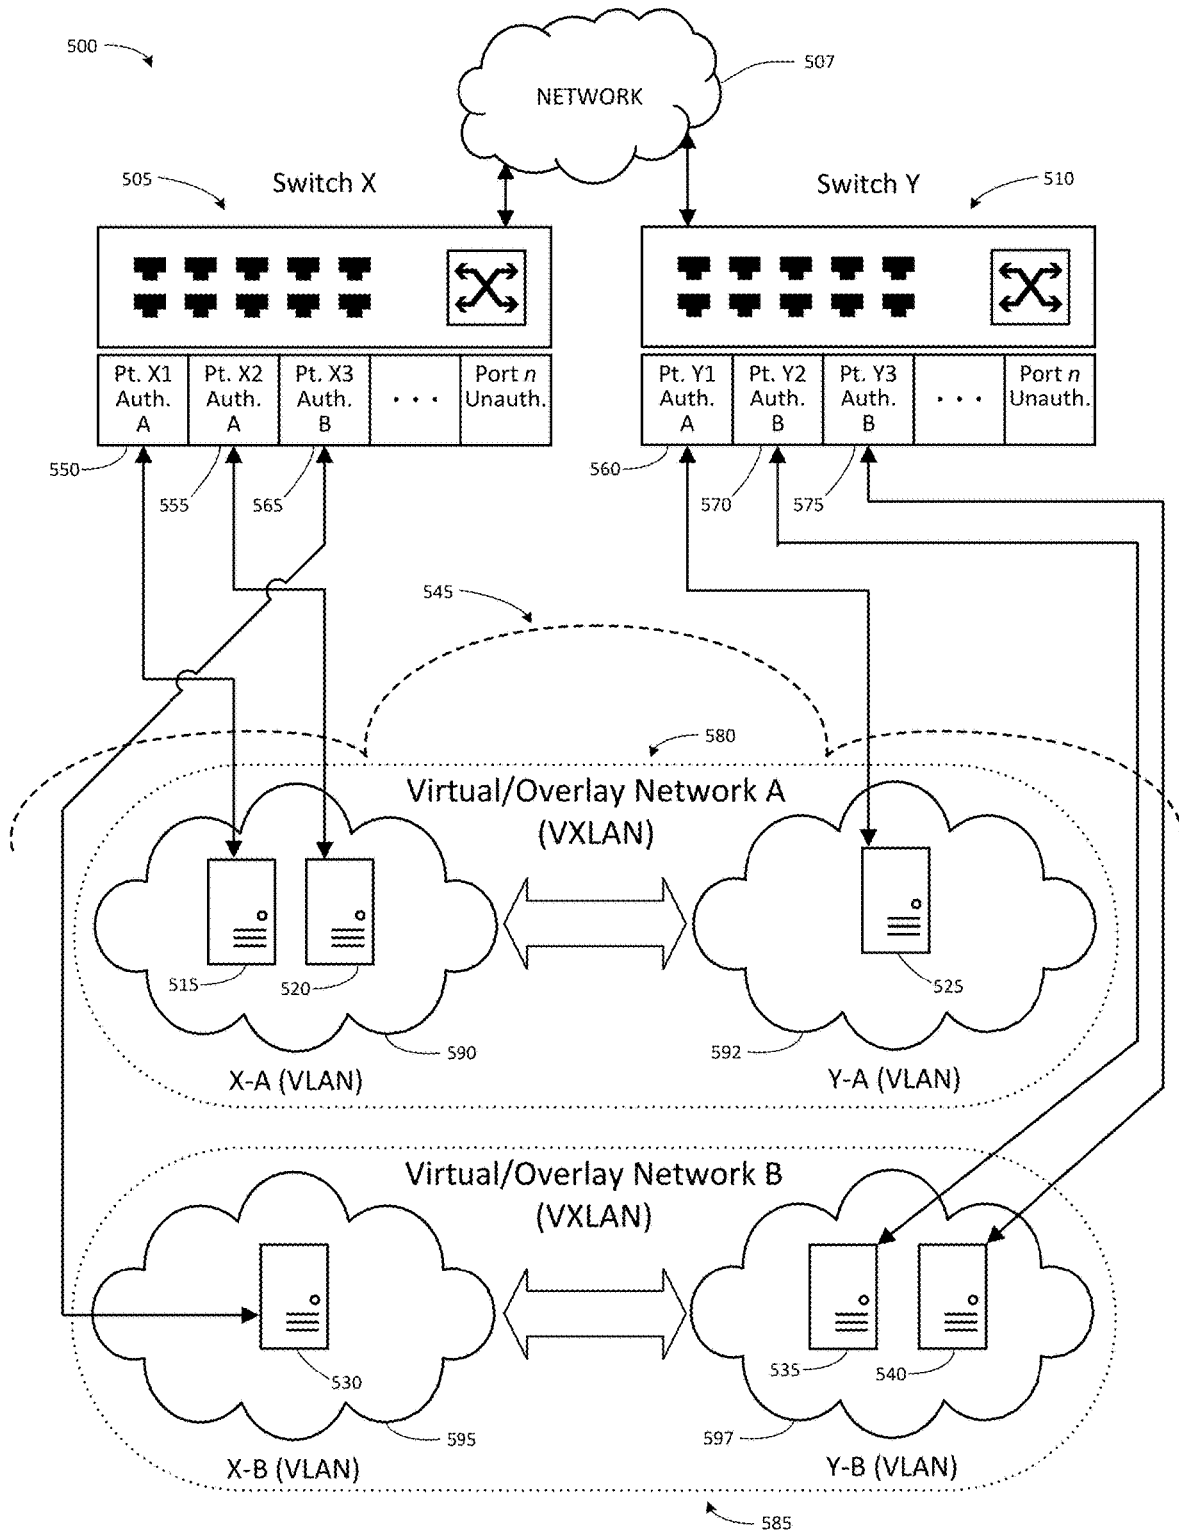 500
507
NETWORK
505
Switch X
Switch Y
510
Pt. X1
Auth.
A
Pt. X2
Auth.
A
Pt. X3
Auth.
B
. . .
Port n
Unauth.
Pt. Y1
Auth.
A
Pt. Y2
Auth.
B
Pt. Y3
Auth.
B
. . .
Port n
Unauth.
550
555
565
560
570
575
545
580
Virtual/Overlay Network A
(VXLAN)
515
520
525
590
592
X-A (VLAN)
Y-A (VLAN)
Virtual/Overlay Network B
(VXLAN)
530
535
540
595
597
X-B (VLAN)
Y-B (VLAN)
585